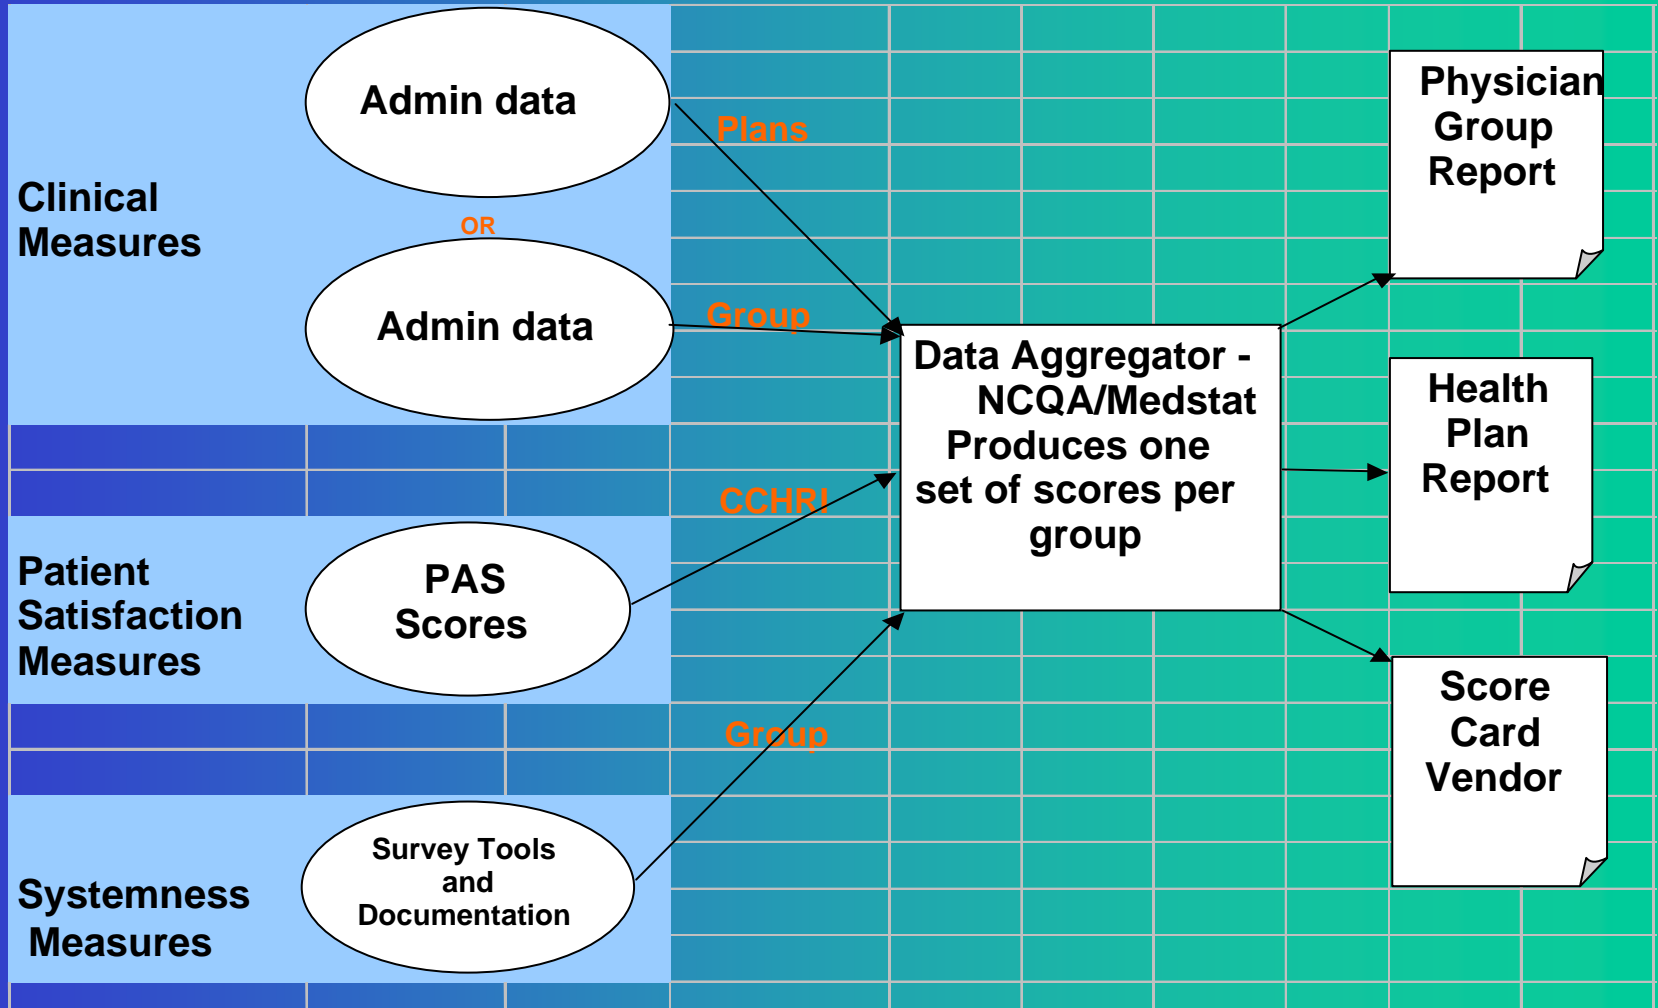 Clinical
Measures
Admin data
OR
Admin data
Plans
Group
Patient
Satisfaction
Measures
PAS
Scores
CCHRI
Systemness
Measures
Survey Tools
and
Documentation
Group
Data Aggregator -
NCQA/Medstat
Produces one
set of scores per
group
Physician
Group
Report
Health
Plan
Report
Score
Card
Vendor